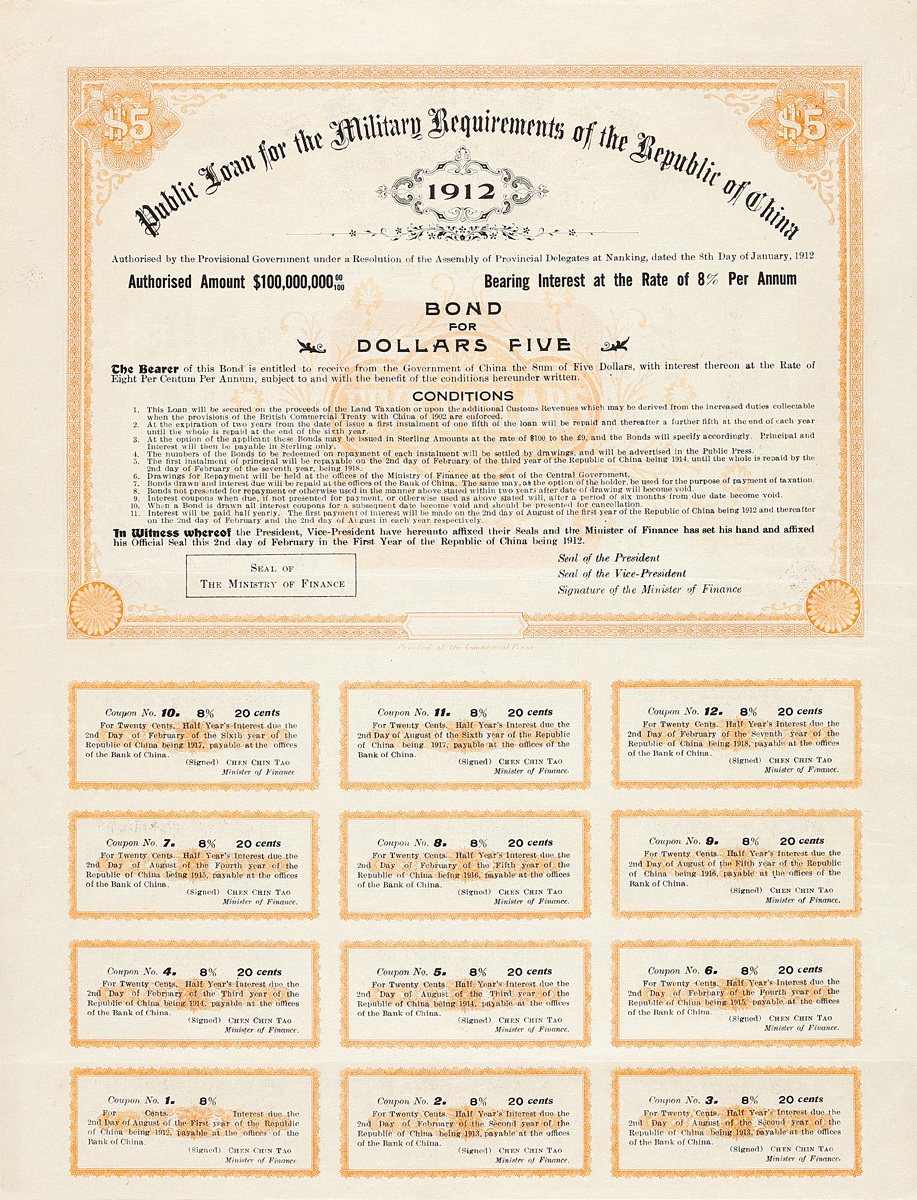 $5
$5
Public Loan for the Military Requirements of the Republic of China
1912
Authorised by the Provisional Government under a Resolution of the Assembly of Provincial Delegates at Nanking, dated the 8th Day of January, 1912
Authorised Amount $100,000,000 00/100 Bearing Interest at the Rate of 8% Per Annum
BOND
FOR
DOLLARS FIVE
The Bearer of this Bond is entitled to receive from the Government of China the Sum of Five Dollars, with interest thereon at the Rate of
Eight Per Centum Per Annum, subject to and with the benefit of the conditions hereunder written.
CONDITIONS
1. This Loan will be secured on the proceeds of the Land Taxation or upon the additional Customs Revenues which may be derived from the increased duties collectable
when the provisions of the British Commercial Treaty with China of 1902 are enforced.
2. At the expiration of two years from the date of issue a first instalment of one fifth of the loan will be repaid and thereafter a further fifth at the end of each year
until the whole is repaid at the end of the sixth year.
3. At the option of the applicant these Bonds may be issued in Sterling Amounts at the rate of $100 to the £9, and the Bonds will specify accordingly. Principal and
Interest will then be payable in Sterling only.
4. The numbers of the Bonds to be redeemed on repayment of each instalment will be settled by drawings, and will be advertised in the Public Press.
5. The first instalment of principal will be repayable on the 2nd day of February of the third year of the Republic of China being 1914, until the whole is repaid by the
2nd day of February of the seventh year, being 1918.
6. Drawings for Repayment will be held at the offices of the Ministry of Finance at the seat of the Central Government.
7. Bonds drawn and interest due will be repaid at the offices of the Bank of China. The same may, as the option of the holder, be used for the purpose of payment of taxation.
8. Bonds not presented for repayment or otherwise used in the manner above stated within two years after date of drawing will become void.
9. Interest coupons when due, if not presented for payment, or otherwise used as above stated will, after a period of six months from due date become void.
10. When a Bond is drawn all interest coupons for a subsequent date become void and should be presented for cancellation.
11. Interest will be paid half yearly. The first payment of interest will be made on the 2nd day of August of the first year of the Republic of China being 1912 and thereafter
on the 2nd day of February and the 2nd day of August in each year respectively.
In Witness whereof the President, Vice-President have hereunto affixed their Seals and the Minister of Finance has set his hand and affixed
his Official Seal this 2nd day of February in the First Year of the Republic of China being 1912.
SEAL OF
THE MINISTRY OF FINANCE
Seal of the President
Seal of the Vice-President
Signature of the Minister of Finance
Printed at the Commercial Press
Coupon No. 10. 8% 20 cents
For Twenty Cents. Half Year's Interest due the
2nd Day of February of the Sixth year of the
Republic of China being 1917, payable at the offices
of the Bank of China.
(Signed) CHEN CHIN TAO
Minister of Finance
Coupon No. 11. 8% 20 cents
For Twenty Cents. Half Year's Interest due the
2nd Day of August of the Sixth year of the Republic
of China being 1917, payable at the offices of the
Bank of China.
(Signed) CHEN CHIN TAO
Minister of Finance.
Coupon No. 12. 8% 20 cents
For Twenty Cents. Half Year's Interest due the
2nd Day of February of the Seventh year of the
Republic of China being 1918, payable at the offices
of the Bank of China.
(Signed) CHEN CHIN TAO
Minister of Finance.
Coupon No. 7. 8% 20 cents
For Twenty Cents. Half Year's Interest due the
2nd Day of August of the Fourth year of the
Republic of China being 1915, payable at the offices
of the Bank of China.
(Signed) CHEN CHIN TAO
Minister of Finance.
Coupon No. 8. 8% 20 cents
For Twenty Cents. Half Year's Interest due the
2nd Day of February of the Fifth year of the
Republic of China being 1916, payable at the offices
of the Bank of China.
(Signed) CHEN CHIN TAO
Minister of Finance.
Coupon No. 9. 8% 20 cents
For Twenty Cents. Half Year's Interest due the
2nd Day of August of the Fifth year of the Republic
of China being 1916, payable at the offices of the
Bank of China.
(Signed) CHEN CHIN TAO
Minister of Finance.
Coupon No. 4. 8% 20 cents
For Twenty Cents. Half Year's Interest due the
2nd Day of February of the Third year of the
Republic of China being 1914, payable at the offices
of the Bank of China.
(Signed) CHEN CHIN TAO
Minister of Finance.
Coupon No. 5. 8% 20 cents
For Twenty Cents. Half Year's Interest due the
2nd Day of August of the Third year of the
Republic of China being 1914, payable at the offices
of the Bank of China.
(Signed) CHEN CHIN TAO
Minister of Finance.
Coupon No. 6. 8% 20 cents
For Twenty Cents. Half Year's Interest due the
2nd Day of February of the Fourth year of the
Republic of China being 1915, payable at the offices
of the Bank of China.
(Signed) CHEN CHIN TAO
Minister of Finance.
Coupon No. 1. 8%
For Cents. Interest due the
2nd Day of August of the First year of the Republic
of China being 1912, payable at the offices of the
Bank of China.
(Signed) CHEN CHIN TAO
Minister of Finance.
Coupon No. 2. 8% 20 cents
For Twenty Cents. Half Year's Interest due the
2nd Day of February of the Second year of the
Republic of China being 1913, payable at the offices
of the Bank of China.
(Signed) CHEN CHIN TAO
Minister of Finance.
Coupon No. 3. 8% 20 cents
For Twenty Cents. Half Year's Interest due the
2nd Day of August of the Second year of the
Republic of China being 1913, payable at the offices
of the Bank of China.
(Signed) CHEN CHIN TAO
Minister of Finance.